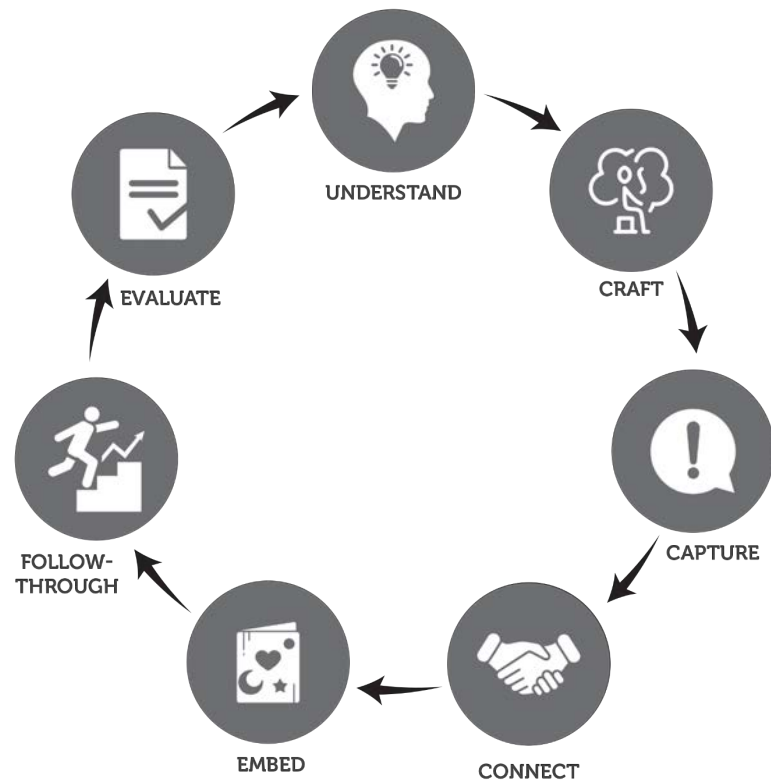 UNDERSTAND
CRAFT
CAPTURE
CONNECT
EMBED
FOLLOW-
THROUGH
EVALUATE